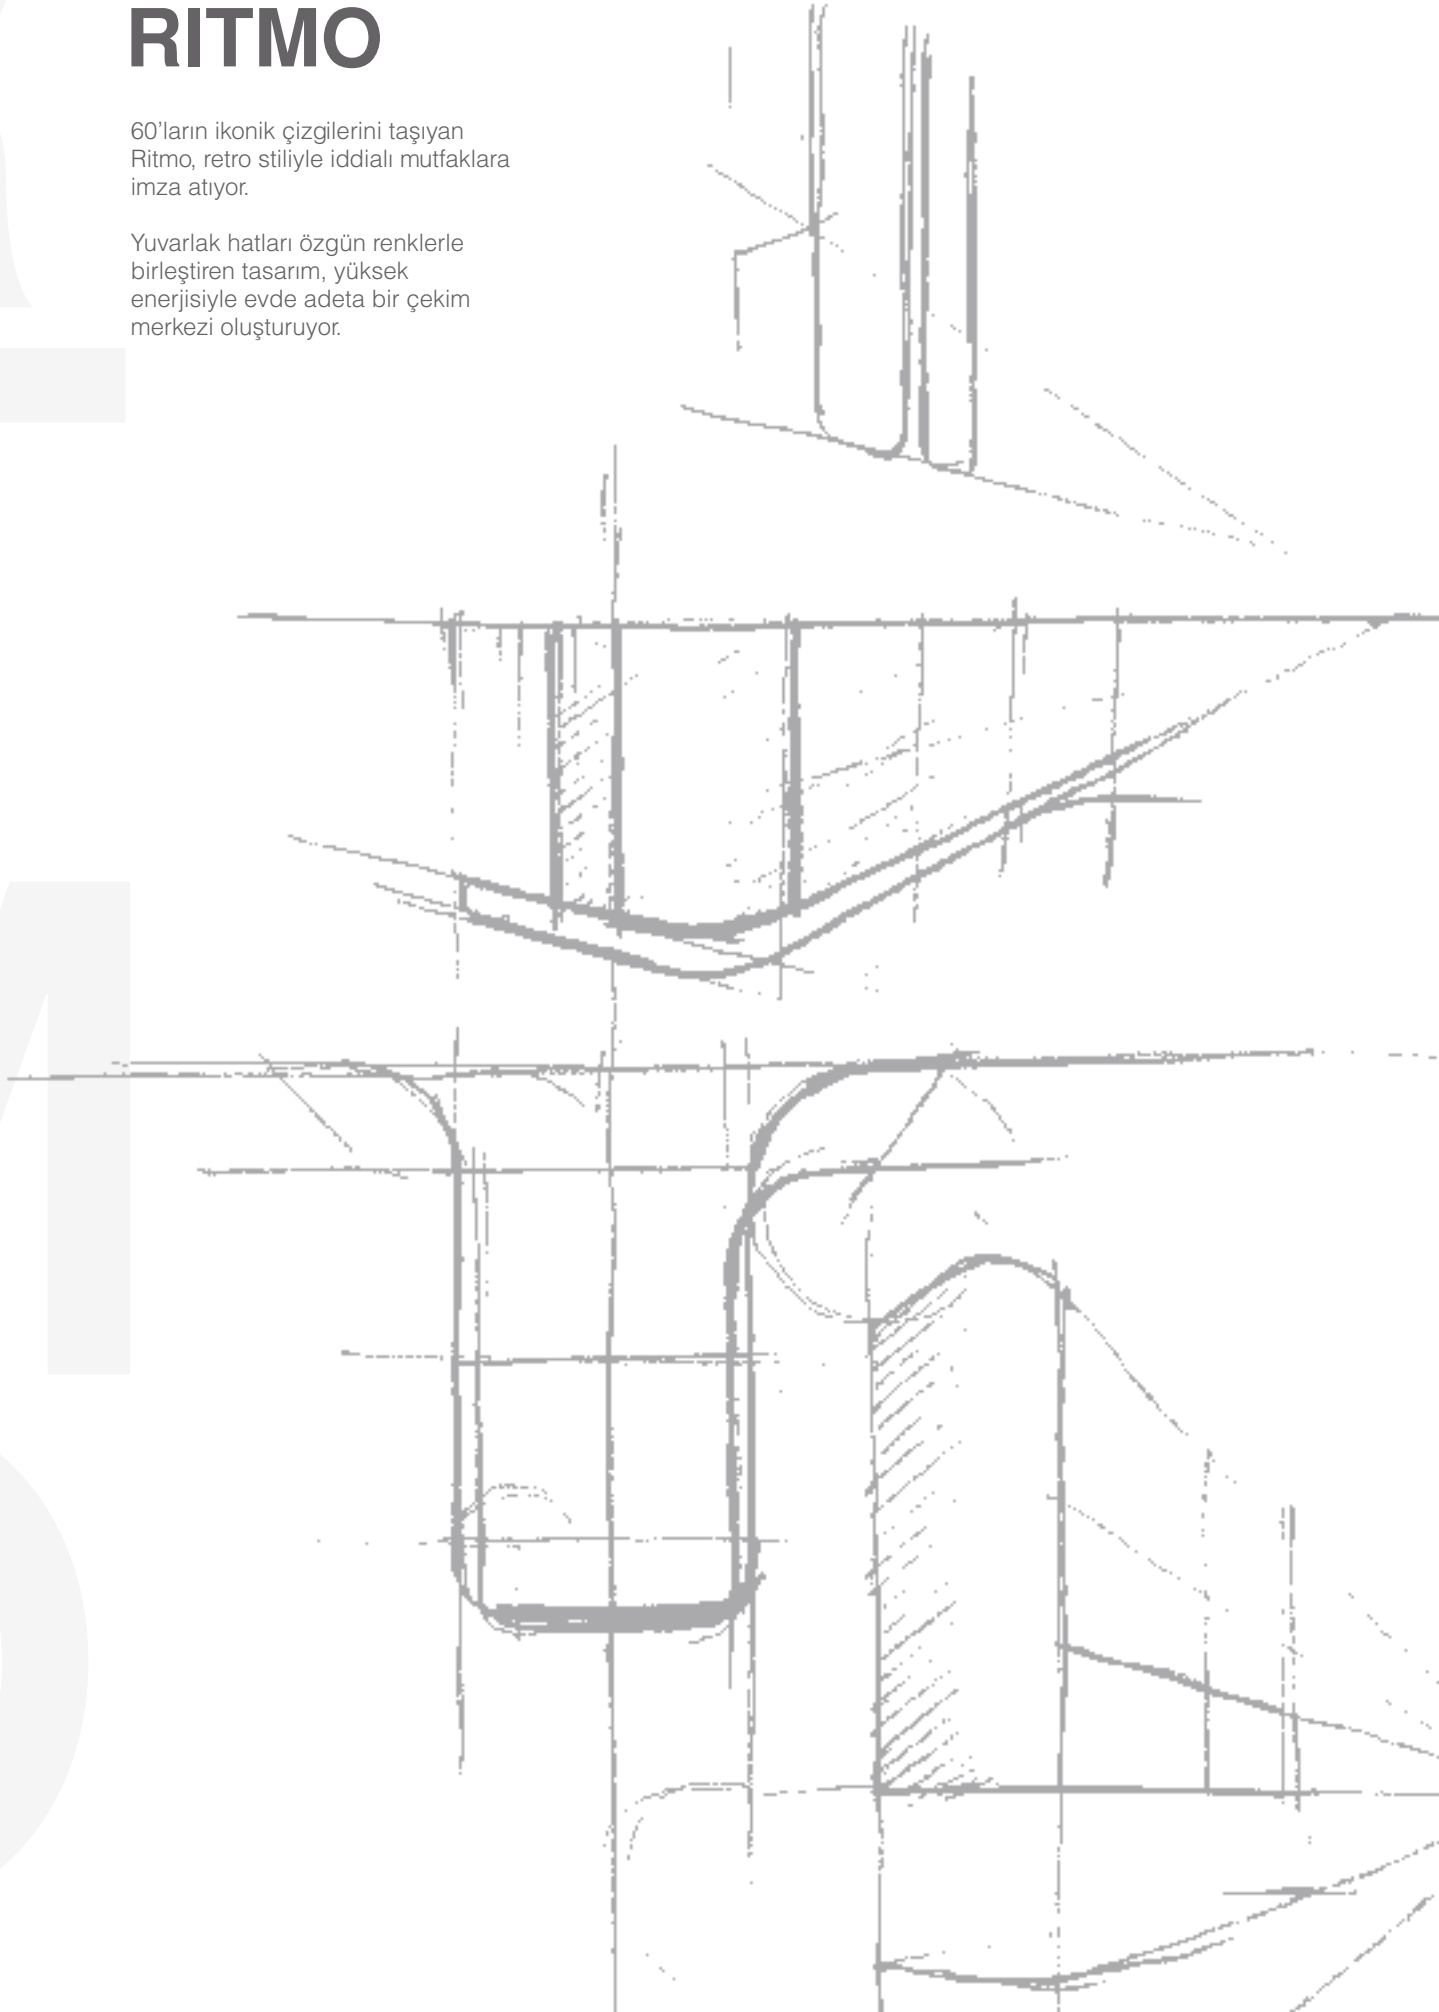 RITMO
60'ların ikonik çizgilerini taşıyan
Ritmo, retro stiliyle iddialı mutfaklara
imza atıyor.
Yuvarlak hatları özgün renklerle
birleştiren tasarım, yüksek
enerjisiyle evde adeta bir çekim
merkezi oluşturuyor.